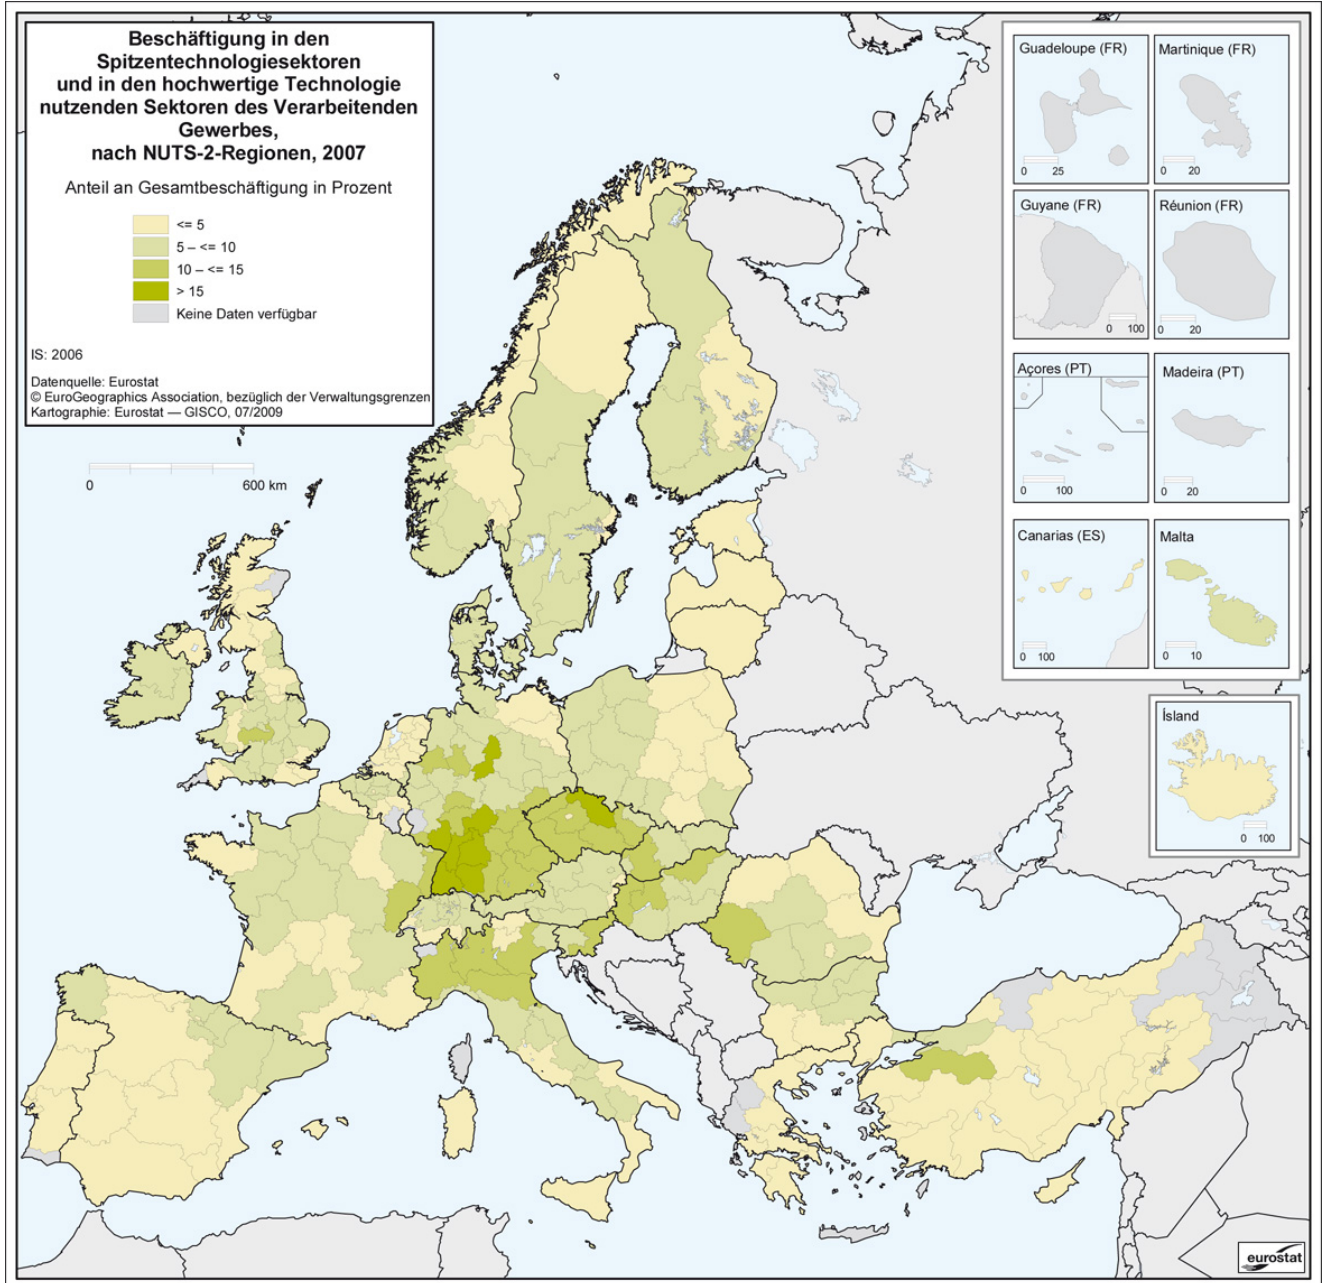 Beschäftigung in den
Spitzentechnologiesektoren
und in den hochwertige Technologie
nutzenden Sektoren des Verarbeitenden
Gewerbes,
nach NUTS-2-Regionen, 2007
Anteil an Gesamtbeschäftigung in Prozent
<= 5
5 – <= 10
10 – <= 15
> 15
Keine Daten verfügbar
IS: 2006
Datenquelle: Eurostat
© EuroGeographics Association, bezüglich der Verwaltungsgrenzen
Kartographie: Eurostat — GISCO, 07/2009
0 600 km
Guadeloupe (FR)
0 25
Martinique (FR)
0 20
Guyane (FR)
0 100
Réunion (FR)
0 20
Açores (PT)
0 100
Madeira (PT)
0 20
Canarias (ES)
0 100
Malta
0 10
Ísland
0 100
eurostat